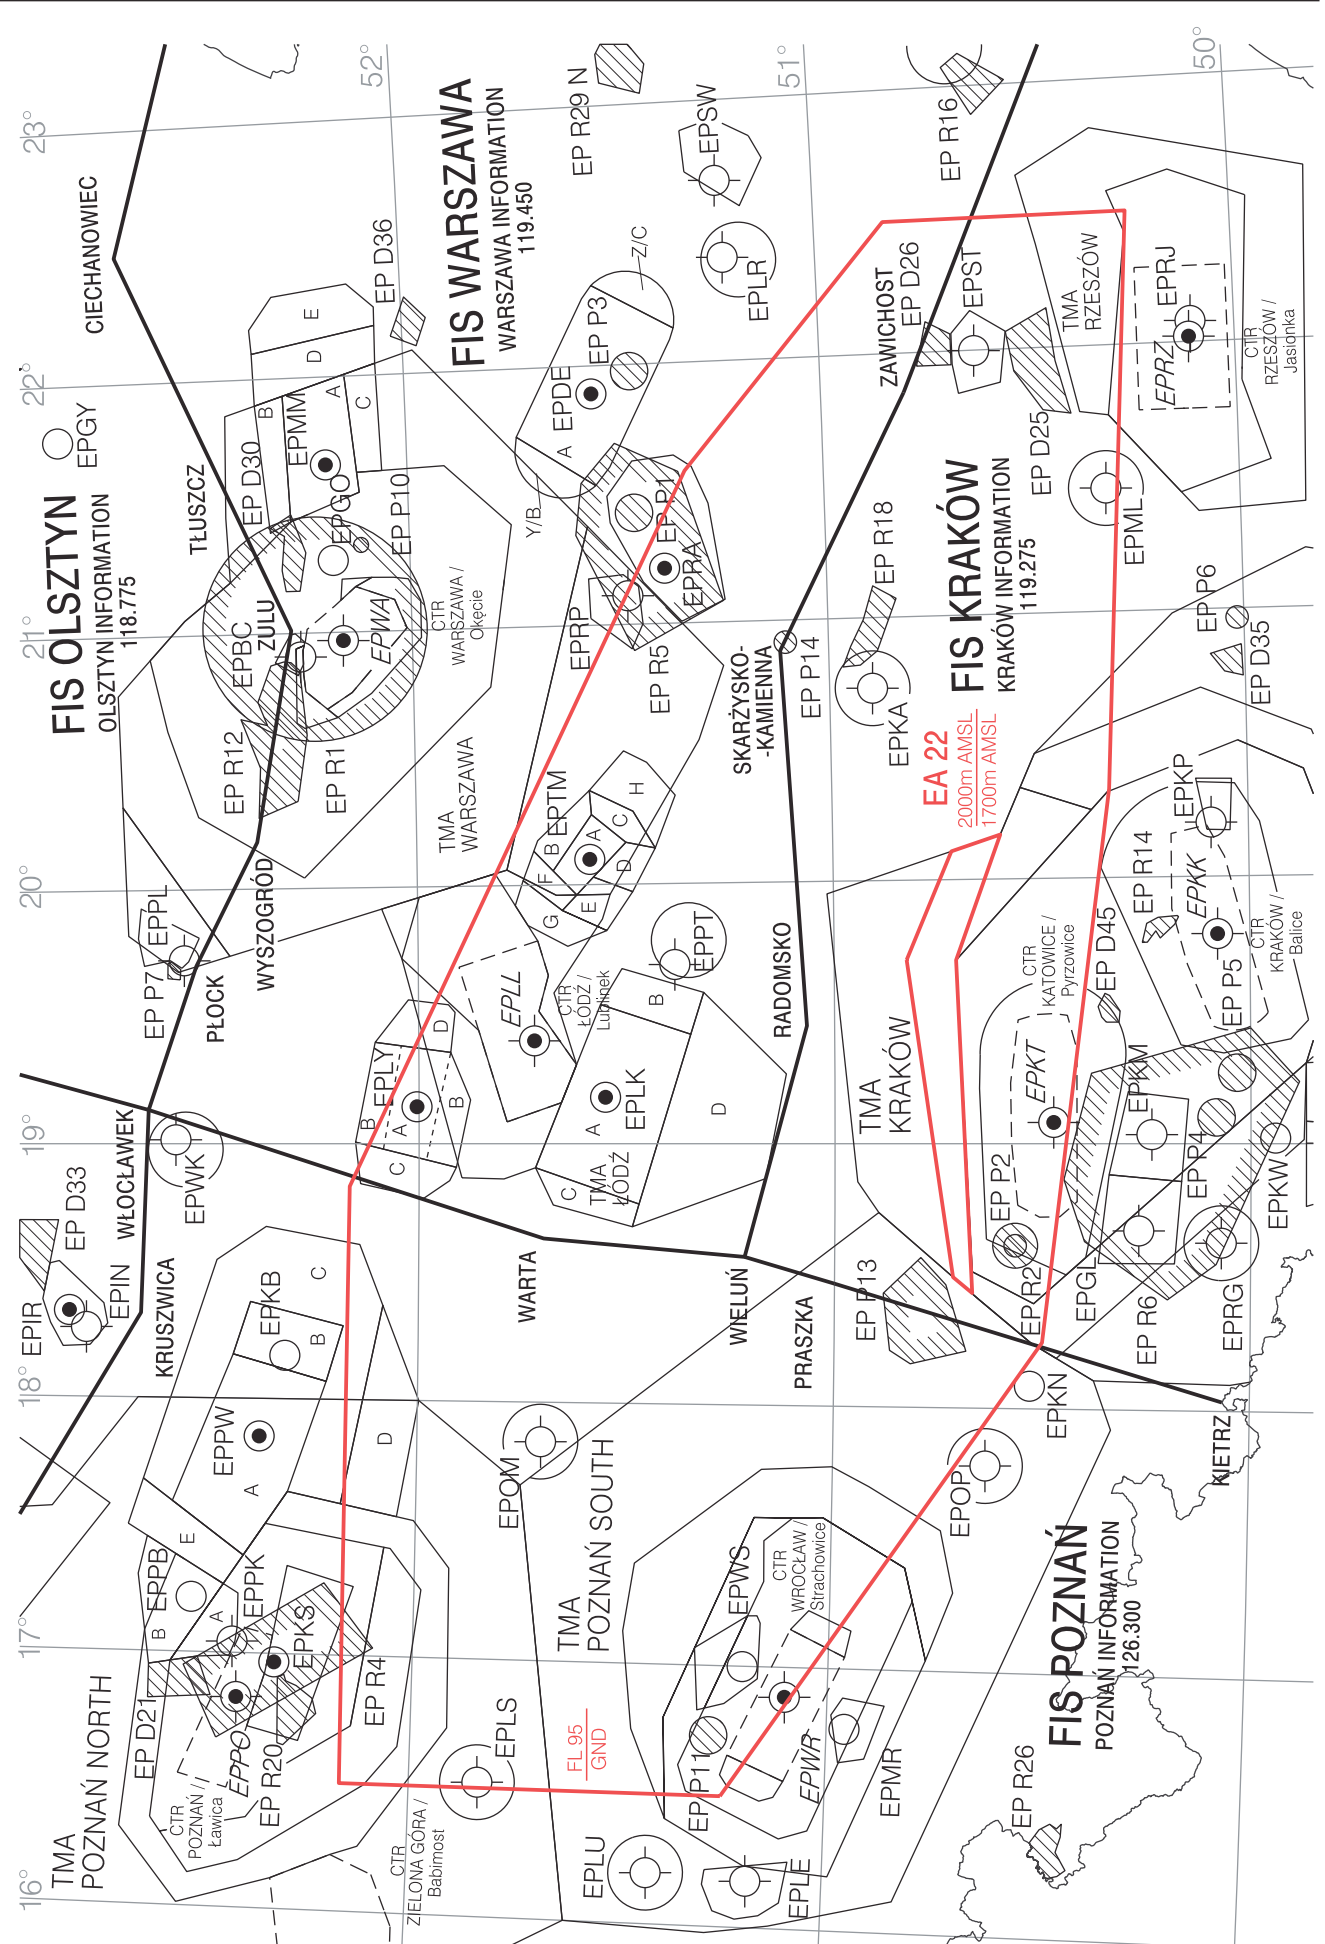 23°
22°
21°
20°
19°
18°
17°
16°
52°
51°
50°
FIS OLSZTYN
OLSZTYN INFORMATION
118.775
FIS WARSZAWA
WARSZAWA INFORMATION
119.450
FIS KRAKÓW
KRAKÓW INFORMATION
119.275
FIS POZNAŃ
POZNAŃ INFORMATION
126.300
CIECHANOWIEC
TŁUSZCZ
ZULU
WYSZOGRÓD
PŁOCK
WŁOCŁAWEK
KRUSZWICA
WARTA
WIELUŃ
PRASZKA
KIETRZ
RADOMSKO
SKARŻYSKO-
-KAMIENNA
ZAWICHOST
EA 22
2000m AMSL
1700m AMSL
FL 95
GND
EPGY
EP D36
EP R29 N
EPSW
EPLR
Z/C
EP P3
EPDE
A
Y/B
EP R16
EP D26
EPST
EP D25
TMA
RZESZÓW
EPRJ
EPRZ
CTR
RZESZÓW /
Jasionka
EPML
EP P6
EP D35
EP R18
EPKA
EP P14
EP P1
EPRA
EPRP
EP R5
E
D
B
A
C
EPMM
EP D30
EPGO
EP P10
EPBC
EPWA
CTR
WARSZAWA /
Okęcie
EP R12
EP R1
TMA
WARSZAWA
EPPL
EP P7
EPTM
H
C
B
A
D
F
E
G
EPPT
EPLL
CTR
ŁÓDŹ /
Lublinek
EPLY
D
B
A
B
C
EPLK
B
A
D
C
TMA
ŁÓDŹ
EPWK
EP D33
EPIN
EPIR
EPKB
C
B
EPPW
A
D
E
EPPB
B
A
EPPK
EPKS
EP R4
EP D21
EPPO
EP R20
TMA
POZNAŃ NORTH
CTR
POZNAŃ /
Ławica
CTR
ZIELONA GÓRA /
Babimost
EPLS
EPOM
TMA
POZNAŃ SOUTH
EPWS
CTR
WROCŁAW /
Strachowice
EP P11
EPWR
EPMR
EPLU
EPLE
EP R26
EPOP
EPKN
EP R13
TMA
KRAKÓW
EP P2
EP R2
EPGL
EP R6
EPRG
EPKW
EP P4
EPKM
EPKT
CTR
KATOWICE /
Pyrzowice
EP D45
EP R14
EPKP
EPKK
EP P5
CTR
KRAKÓW /
Balice